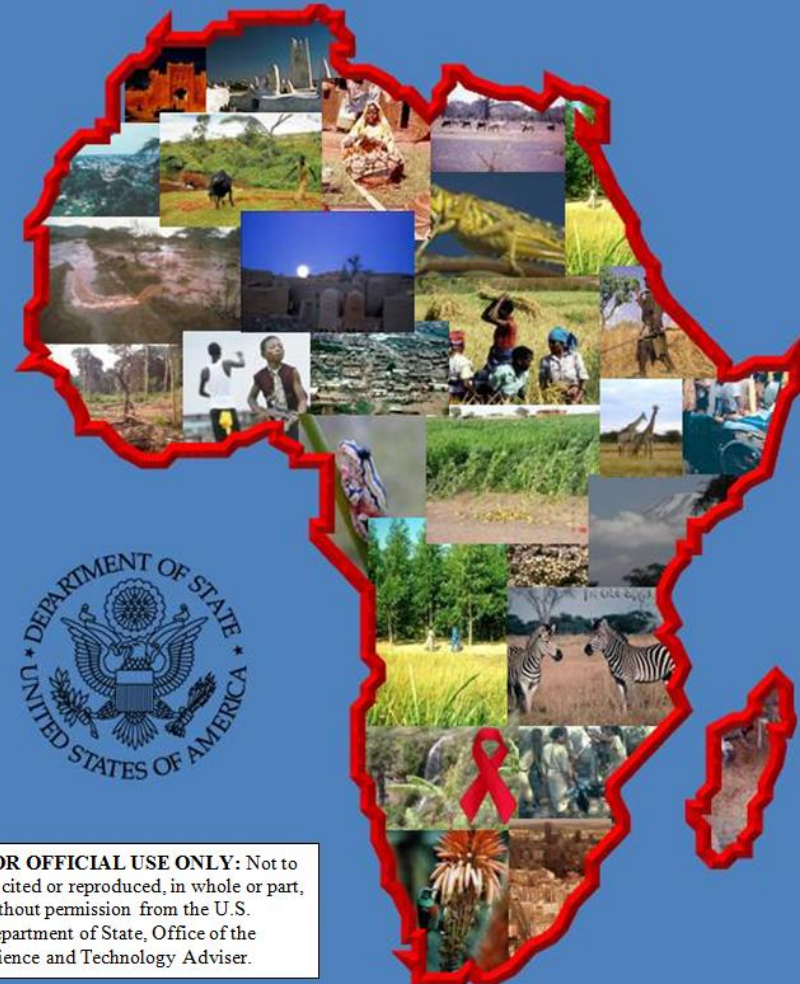 DEPARTMENT OF STATE
UNITED STATES OF AMERICA
OR OFFICIAL USE ONLY: Not to
cited or reproduced, in whole or part,
thout permission from the U.S.
epartment of State, Office of the
ience and Technology Adviser.